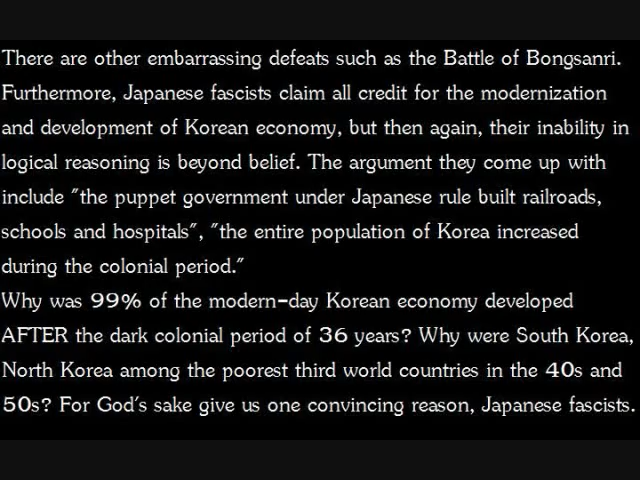 There are other embarrassing defeats such as the Battle of Bongsanri.
Furthermore, Japanese fascists claim all credit for the modernization
and development of Korean economy, but then again, their inability in
logical reasoning is beyond belief. The argument they come up with
include "the puppet government under Japanese rule built railroads,
schools and hospitals", "the entire population of Korea increased
during the colonial period."
Why was 99% of the modern-day Korean economy developed
AFTER the dark colonial period of 36 years? Why were South Korea,
North Korea among the poorest third world countries in the 40s and
50s? For God's sake give us one convincing reason, Japanese fascists.